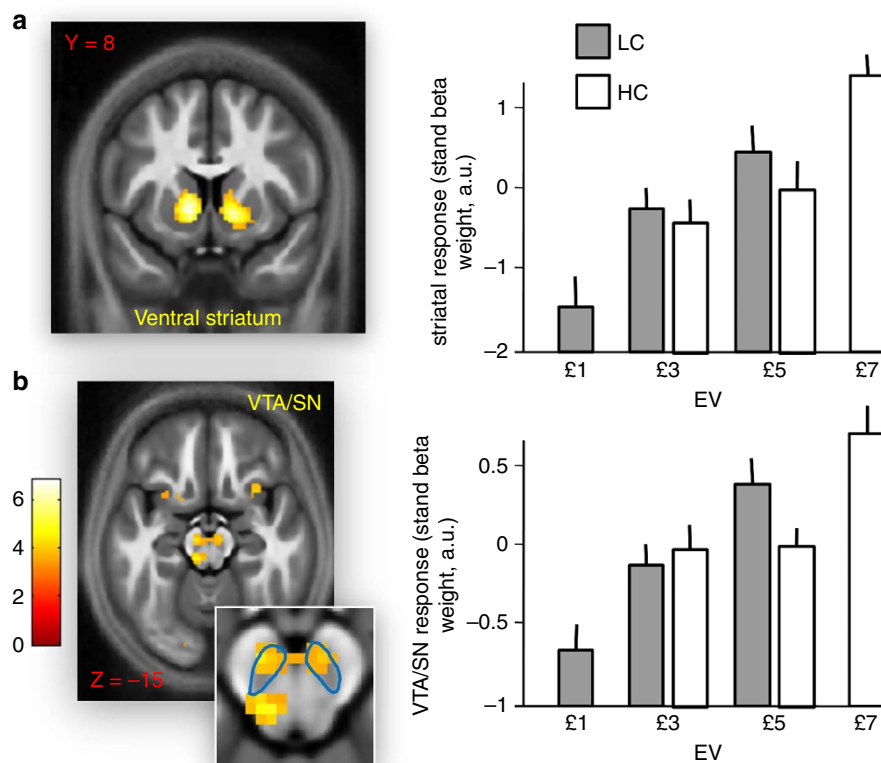 a
Y = 8
Ventral striatum
LC
HC
striatal response (stand beta
weight, a.u.)
1
0
−1
−2
£1
£3
£5
£7
EV
b
VTA/SN
6
4
2
0
Z = −15
VTA/SN response (stand beta
weight, a.u.)
0.5
0
−0.5
−1
£1
£3
£5
£7
EV